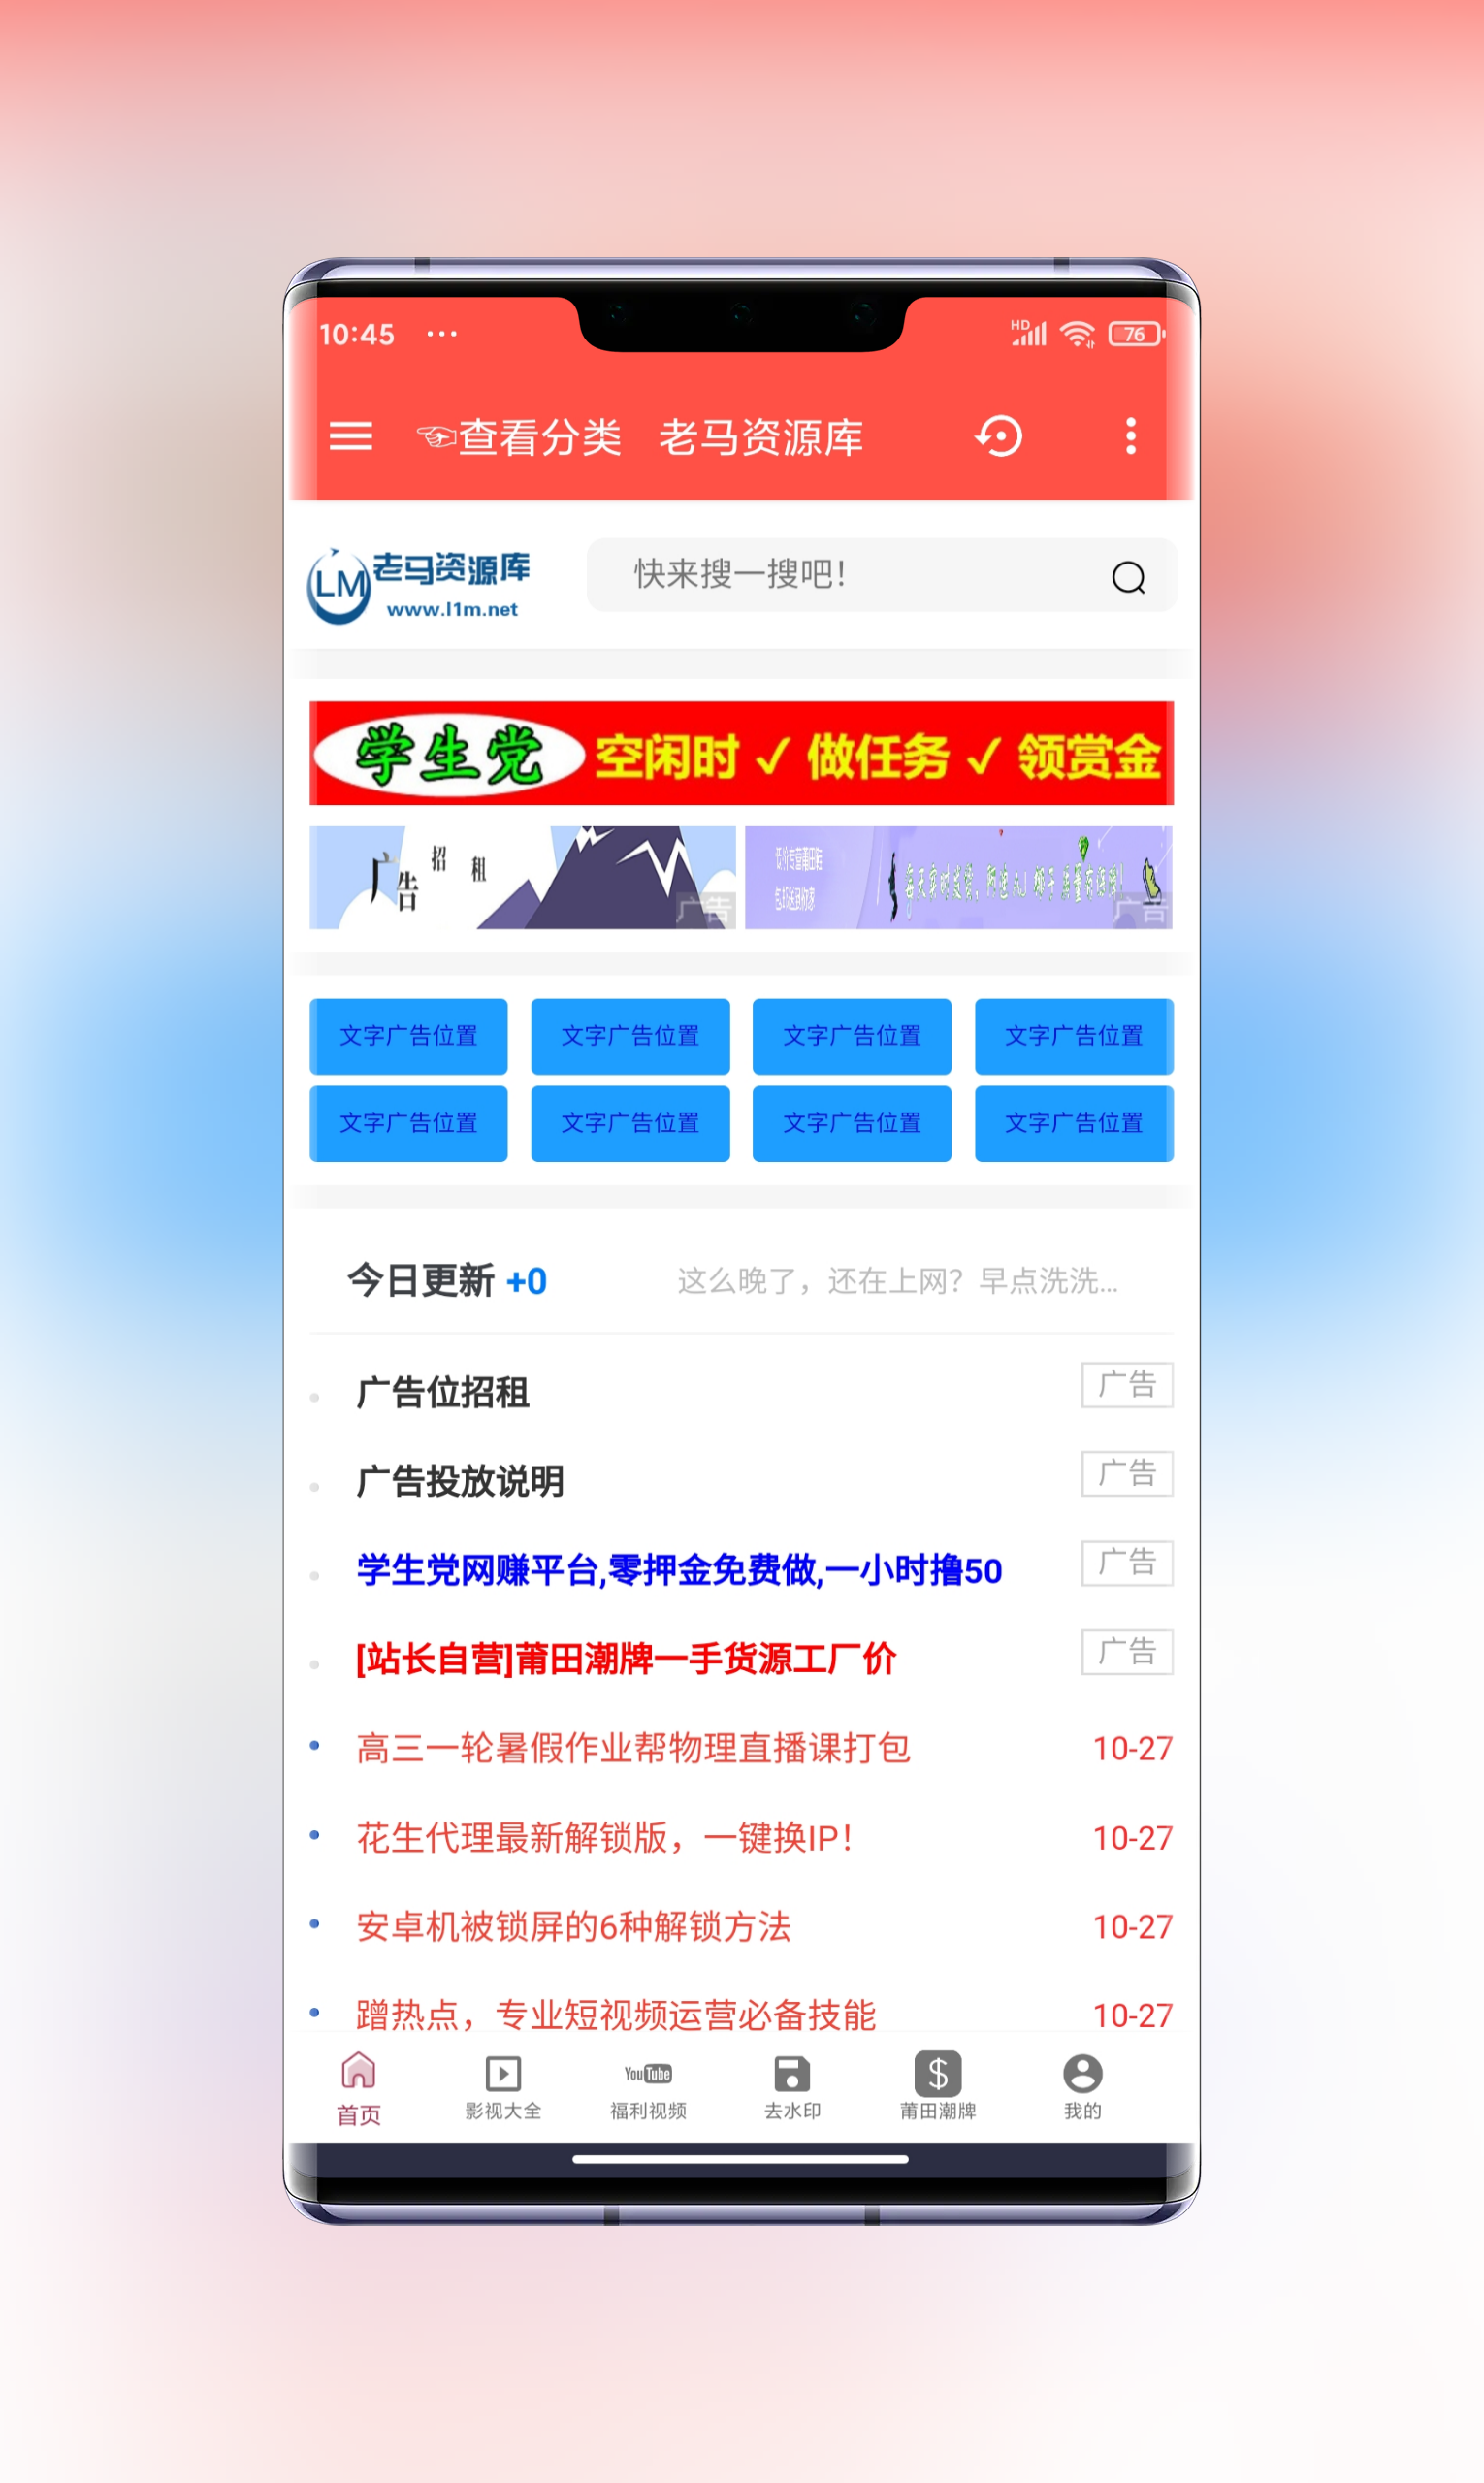 10:45 ... HD 76
☜查看分类 老马资源库
LM 老马资源库
www.l1m.net
快来搜一搜吧！
学生党 空闲时 ✓ 做任务 ✓ 领赏金
广告招租
广告
广告
文字广告位置 文字广告位置 文字广告位置 文字广告位置
文字广告位置 文字广告位置 文字广告位置 文字广告位置
今日更新 +0 这么晚了，还在上网？早点洗洗...
广告位招租 广告
广告投放说明 广告
学生党网赚平台,零押金免费做,一小时撸50 广告
[站长自营]莆田潮牌一手货源工厂价 广告
高三一轮暑假作业帮物理直播课打包 10-27
花生代理最新解锁版，一键换IP！ 10-27
安卓机被锁屏的6种解锁方法 10-27
蹭热点，专业短视频运营必备技能 10-27
YouTube $
首页 影视大全 福利视频 去水印 莆田潮牌 我的